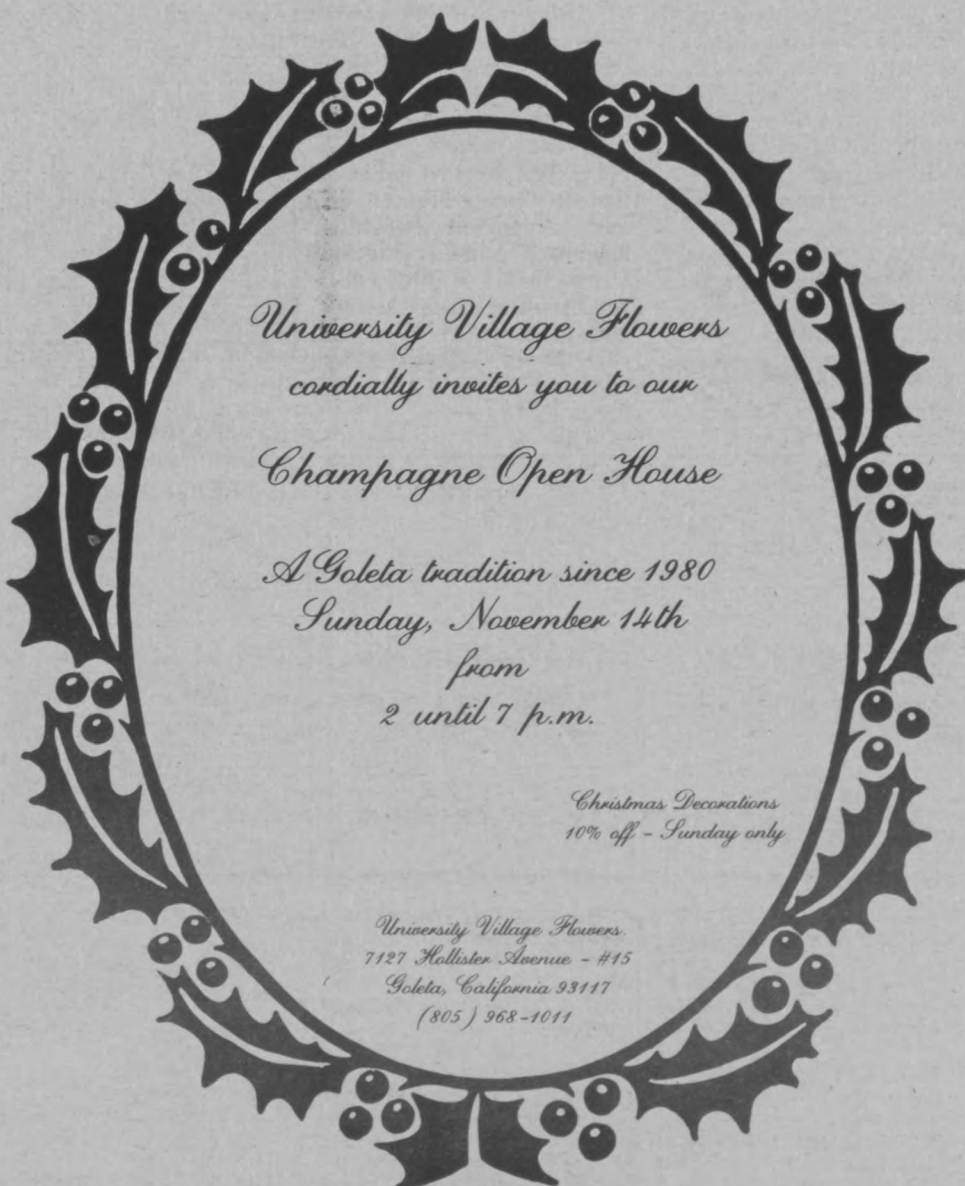 University Village Flowers
cordially invites you to our
Champagne Open House
A Goleta tradition since 1980
Sunday, November 14th
from
2 until 7 p.m.
Christmas Decorations
10% off - Sunday only
University Village Flowers.
7127 Hollister Avenue - #15
Goleta, California 93117
(805) 968-1011